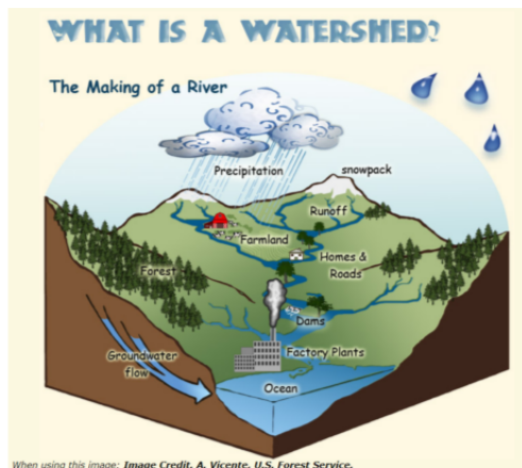 WHAT IS A WATERSHED?
The Making of a River
Precipitation
snowpack
Runoff
Farmland
Homes &
Roads
Forest
Dams
Groundwater
flow
Factory Plants
Ocean
When using this image: Image Credit, A. Vicente, U.S. Forest Service.